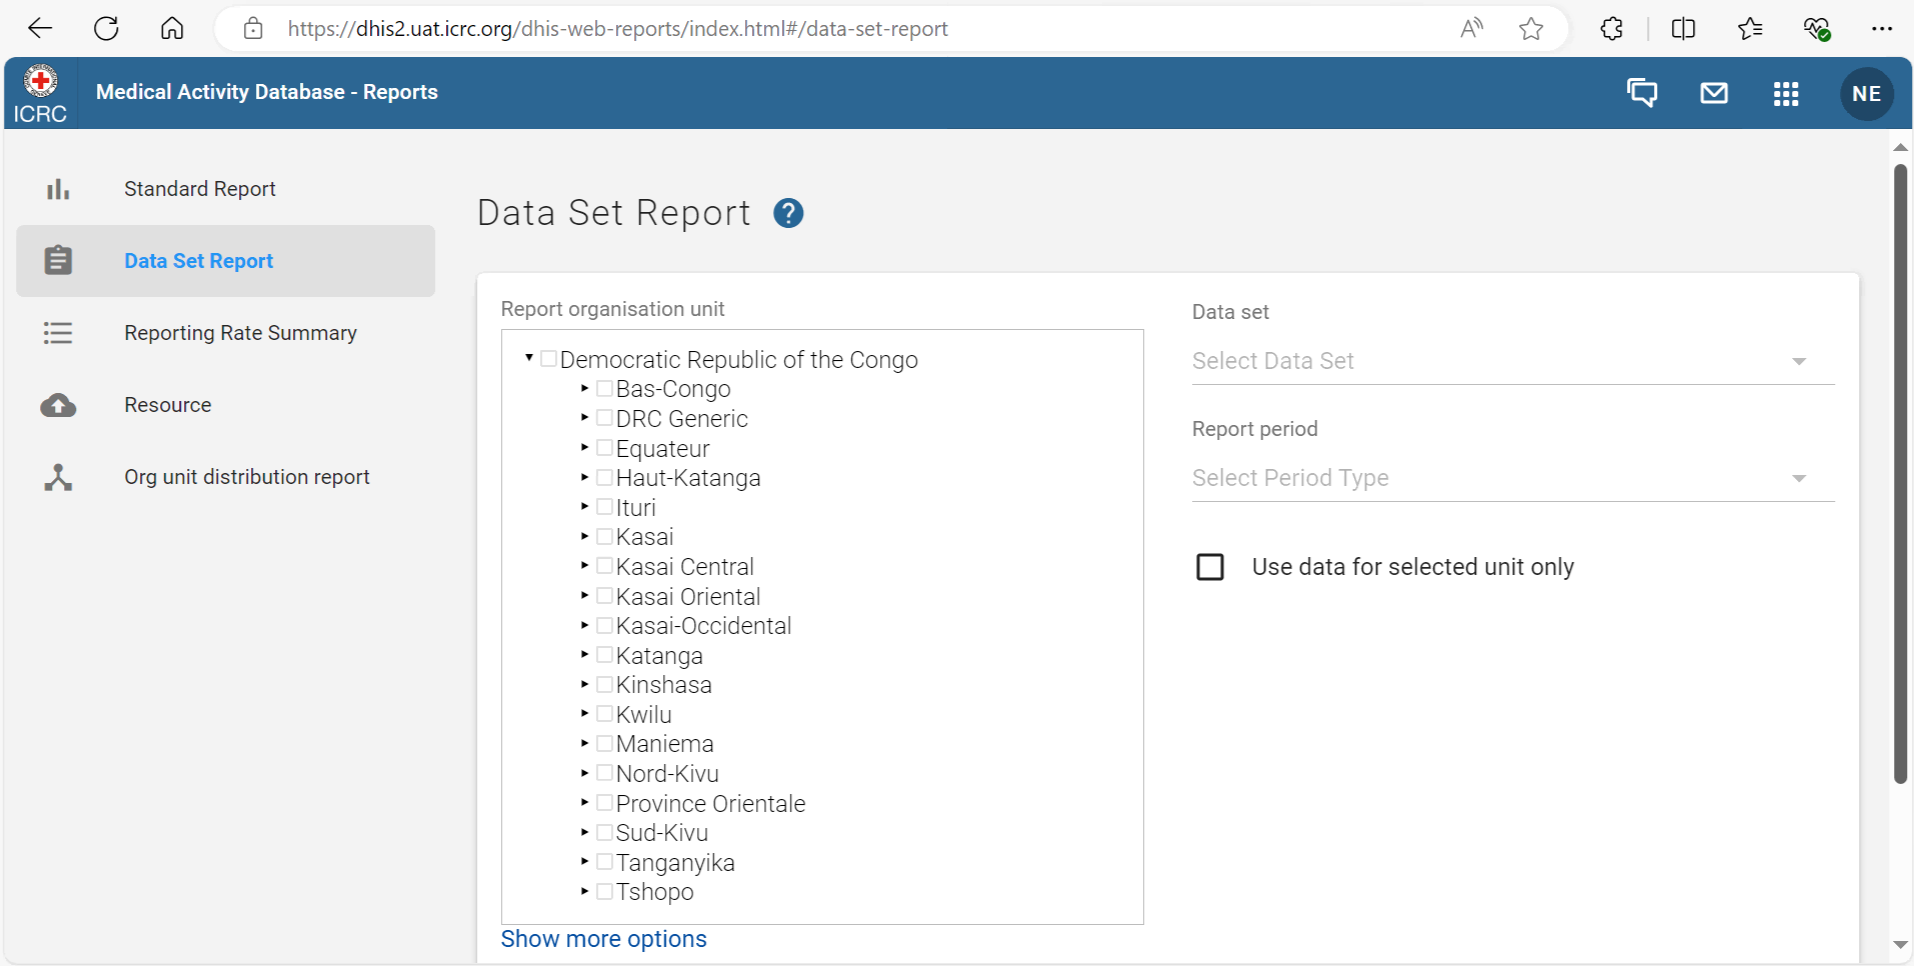 https://dhis2.uat.icrc.org/dhis-web-reports/index.html#/data-set-report
ICRC
Medical Activity Database - Reports
NE
Standard Report
Data Set Report
Reporting Rate Summary
Resource
Org unit distribution report
Data Set Report ?
Report organisation unit
Democratic Republic of the Congo
Bas-Congo
DRC Generic
Equateur
Haut-Katanga
Ituri
Kasai
Kasai Central
Kasai Oriental
Kasai-Occidental
Katanga
Kinshasa
Kwilu
Maniema
Nord-Kivu
Province Orientale
Sud-Kivu
Tanganyika
Tshopo
Show more options
Data set
Select Data Set
Report period
Select Period Type
Use data for selected unit only